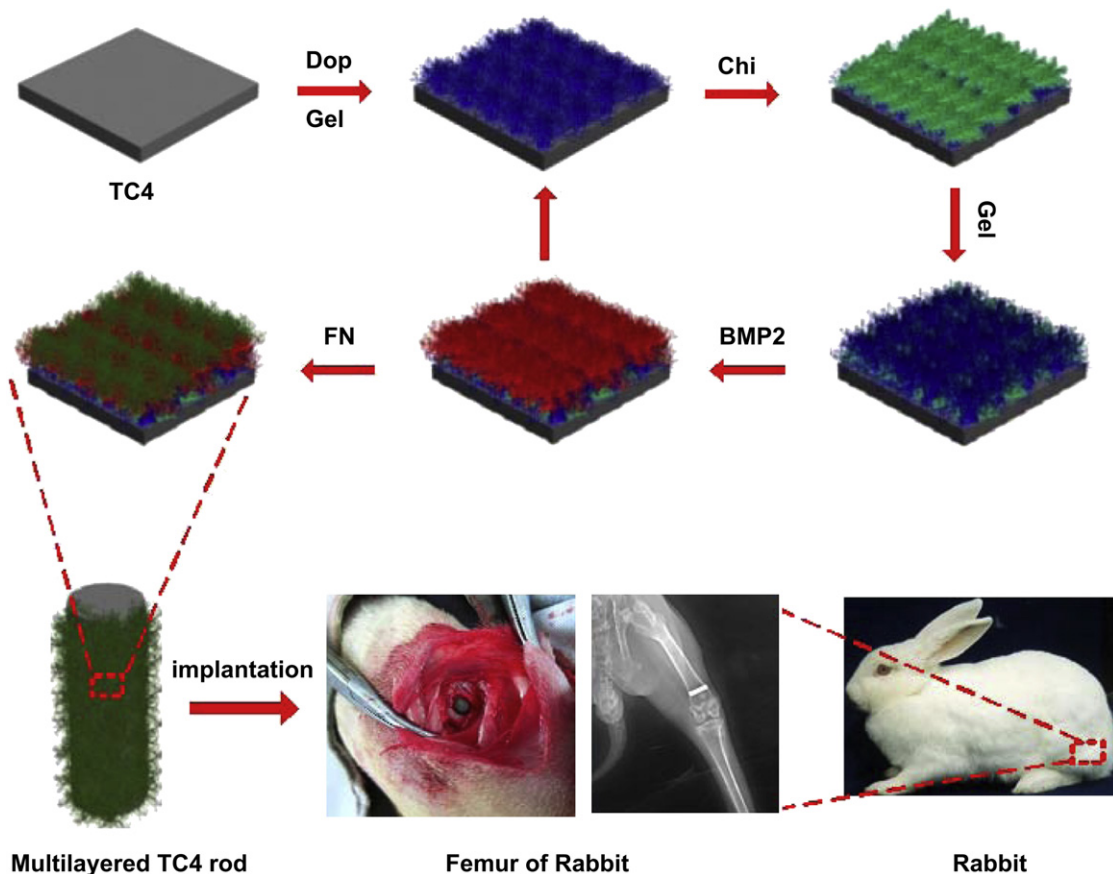 Dop
Gel
Chi
TC4
Gel
FN
BMP2
implantation
Multilayered TC4 rod
Femur of Rabbit
Rabbit